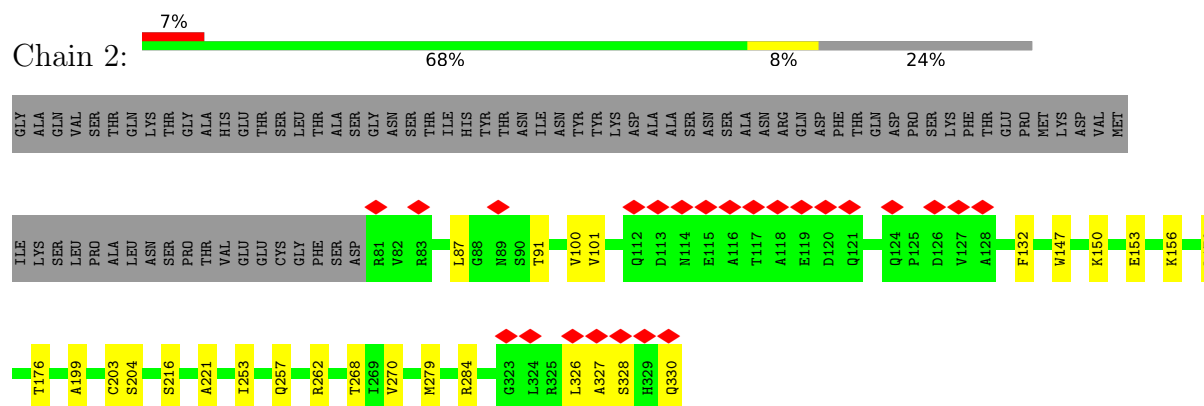 7%
Chain 2:
68% 8% 24%
GLY ALA GLN VAL SER THR GLN LYS THR GLY ALA HIS GLU THR SER LEU THR ALA SER GLY ASN SER THR ILE HIS TYR THR ASN ILE ASN TYR TYR LYS ASP ALA ALA SER ASN SER ALA ASN ARG GLN ASP PHE THR GLN ASP PRO SER LYS PHE THR GLU PRO MET LYS ASP VAL MET
ILE LYS SER LEU PRO ALA LEU ASN SER PRO THR VAL GLU GLU CYS GLY PHE SER ASP R81 V82 R83 L87 G88 N89 S90 T91 V100 V101 Q112 D113 N114 E115 A116 T117 A118 E119 D120 Q121 Q124 P125 D126 V127 A128 F132 W147 K150 E153 K156
T176 A199 C203 S204 S216 A221 I253 Q257 R262 T268 I269 V270 M279 R284 G323 L324 R325 L326 A327 S328 H329 Q330